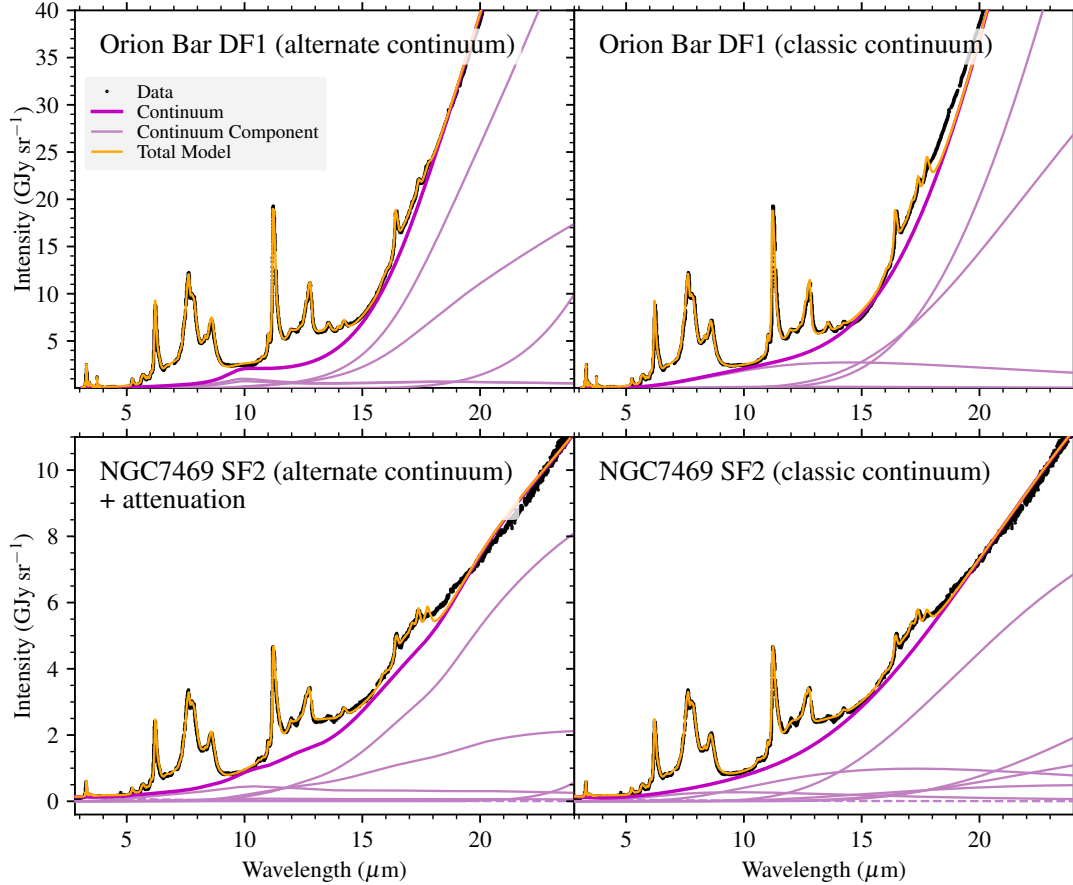 Orion Bar DF1 (alternate continuum)
Orion Bar DF1 (classic continuum)
Data
Continuum
Continuum Component
Total Model
Intensity (GJy sr⁻¹)
40
35
30
25
20
15
10
5
5
10
15
20
5
10
15
20
NGC7469 SF2 (alternate continuum)
+ attenuation
NGC7469 SF2 (classic continuum)
Intensity (GJy sr⁻¹)
10
8
6
4
2
0
5
10
15
20
5
10
15
20
Wavelength (μm)
Wavelength (μm)